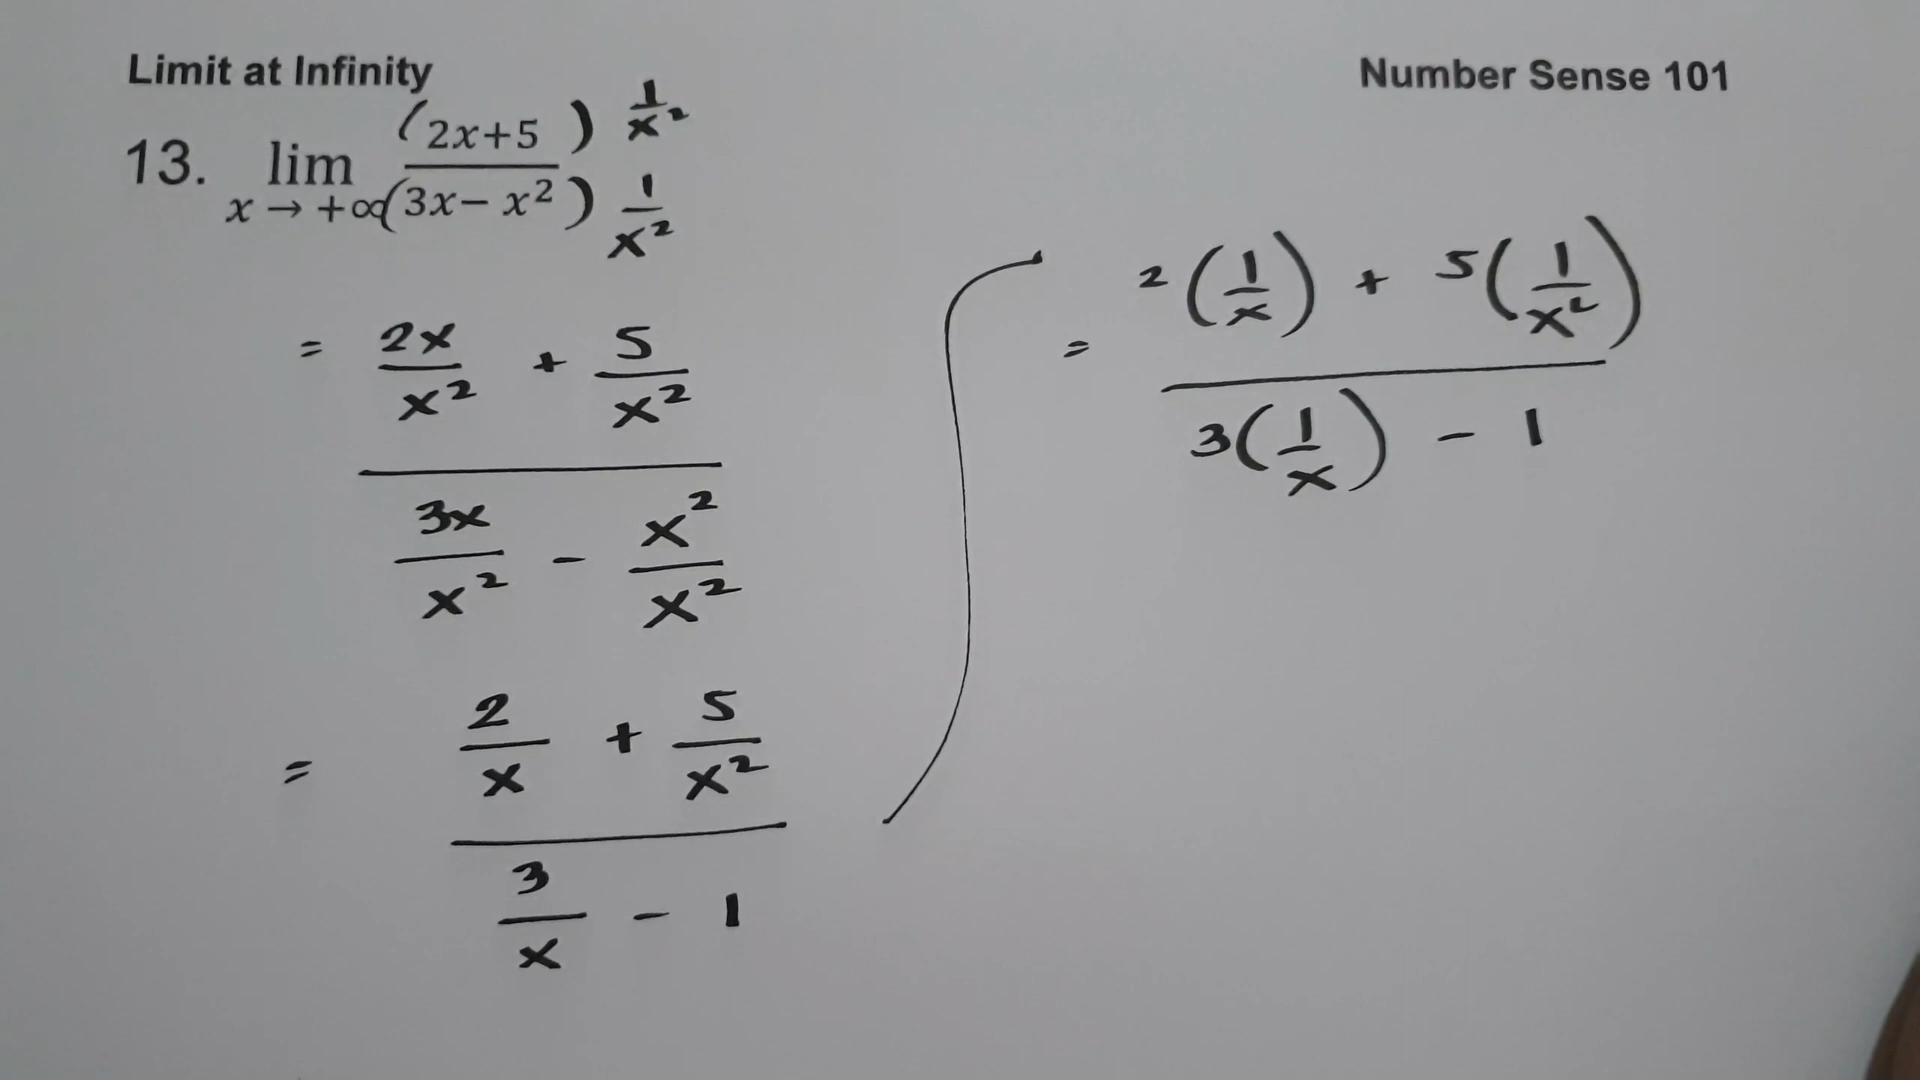 Limit at Infinity
Number Sense 101
13. lim x → +∞ (2x+5) 1/x² / (3x− x²) 1/x²
= 2x/x² + 5/x²
3x/x² - x²/x²
= 2/x + 5/x²
3/x - 1
= 2(1/x) + 5(1/x²)
3(1/x) - 1